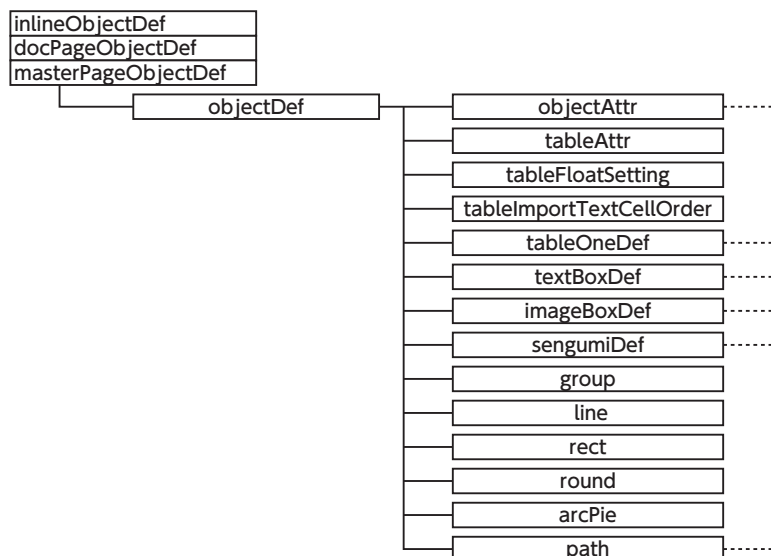 inlineObjectDef
docPageObjectDef
masterPageObjectDef
objectDef
objectAttr
tableAttr
tableFloatSetting
tableImportTextCellOrder
tableOneDef
textBoxDef
imageBoxDef
sengumiDef
group
line
rect
round
arcPie
path